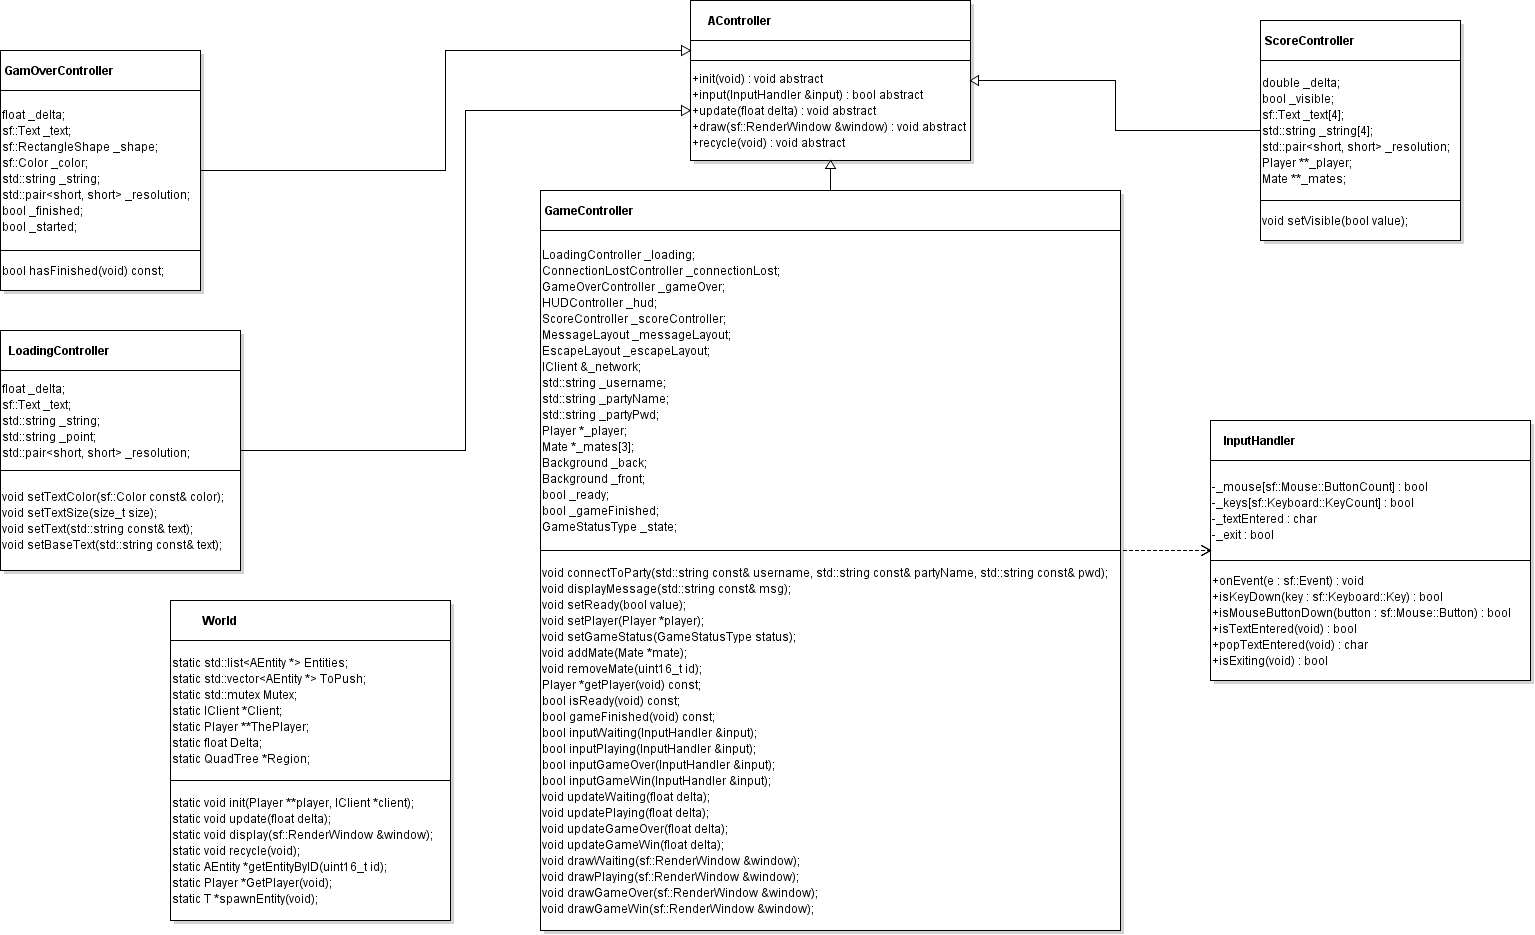 AController
+init(void) : void abstract
+input(InputHandler &input) : bool abstract
+update(float delta) : void abstract
+draw(sf::RenderWindow &window) : void abstract
+recycle(void) : void abstract
ScoreController
double _delta;
bool _visible;
sf::Text _text[4];
std::string _string[4];
std::pair<short, short> _resolution;
Player **_player;
Mate **_mates;
void setVisible(bool value);
GamOverController
float _delta;
sf::Text _text;
sf::RectangleShape _shape;
sf::Color _color;
std::string _string;
std::pair<short, short> _resolution;
bool _finished;
bool _started;
bool hasFinished(void) const;
LoadingController
float _delta;
sf::Text _text;
std::string _string;
std::string _point;
std::pair<short, short> _resolution;
void setTextColor(sf::Color const& color);
void setTextSize(size_t size);
void setText(std::string const& text);
void setBaseText(std::string const& text);
GameController
LoadingController _loading;
ConnectionLostController _connectionLost;
GameOverController _gameOver;
HUDController _hud;
ScoreController _scoreController;
MessageLayout _messageLayout;
EscapeLayout _escapeLayout;
IClient &_network;
std::string _username;
std::string _partyName;
std::string _partyPwd;
Player *_player;
Mate *_mates[3];
Background _back;
Background _front;
bool _ready;
bool _gameFinished;
GameStatusType _state;
void connectToParty(std::string const& username, std::string const& partyName, std::string const& pwd);
void displayMessage(std::string const& msg);
void setReady(bool value);
void setPlayer(Player *player);
void setGameStatus(GameStatusType status);
void addMate(Mate *mate);
void removeMate(uint16_t id);
Player *getPlayer(void) const;
bool isReady(void) const;
bool gameFinished(void) const;
bool inputWaiting(InputHandler &input);
bool inputPlaying(InputHandler &input);
bool inputGameOver(InputHandler &input);
bool inputGameWin(InputHandler &input);
void updateWaiting(float delta);
void updatePlaying(float delta);
void updateGameOver(float delta);
void updateGameWin(float delta);
void drawWaiting(sf::RenderWindow &window);
void drawPlaying(sf::RenderWindow &window);
void drawGameOver(sf::RenderWindow &window);
void drawGameWin(sf::RenderWindow &window);
InputHandler
-_mouse[sf::Mouse::ButtonCount] : bool
-_keys[sf::Keyboard::KeyCount] : bool
-_textEntered : char
-_exit : bool
+onEvent(e : sf::Event) : void
+isKeyDown(key : sf::Keyboard::Key) : bool
+isMouseButtonDown(button : sf::Mouse::Button) : bool
+isTextEntered(void) : bool
+popTextEntered(void) : char
+isExiting(void) : bool
World
static std::list<AEntity *> Entities;
static std::vector<AEntity *> ToPush;
static std::mutex Mutex;
static IClient *Client;
static Player **ThePlayer;
static float Delta;
static QuadTree *Region;
static void init(Player **player, IClient *client);
static void update(float delta);
static void display(sf::RenderWindow &window);
static void recycle(void);
static AEntity *getEntityByID(uint16_t id);
static Player *GetPlayer(void);
static T *spawnEntity(void);